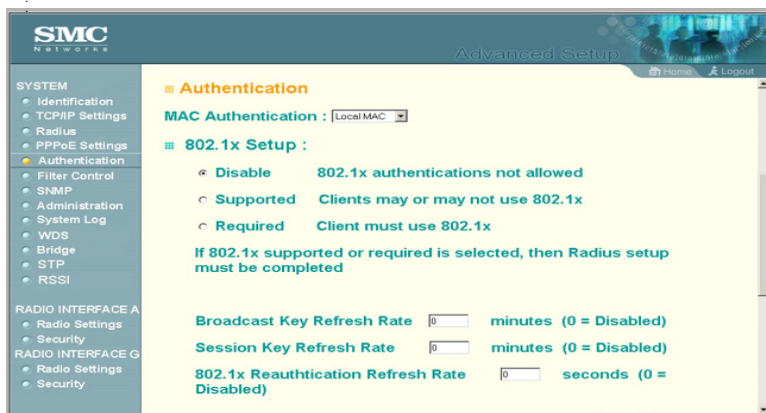 SMC
Networks
Advanced Setup
Home
Logout
SYSTEM
Identification
TCP/IP Settings
Radius
PPPoE Settings
Authentication
Filter Control
SNMP
Administration
System Log
WDS
Bridge
STP
RSSI
RADIO INTERFACE A
Radio Settings
Security
RADIO INTERFACE G
Radio Settings
Security
Authentication
MAC Authentication : Local MAC
802.1x Setup :
Disable 802.1x authentications not allowed
Supported Clients may or may not use 802.1x
Required Client must use 802.1x
If 802.1x supported or required is selected, then Radius setup
must be completed
Broadcast Key Refresh Rate 0 minutes (0 = Disabled)
Session Key Refresh Rate 0 minutes (0 = Disabled)
802.1x Reauthtication Refresh Rate 0 seconds (0 =
Disabled)